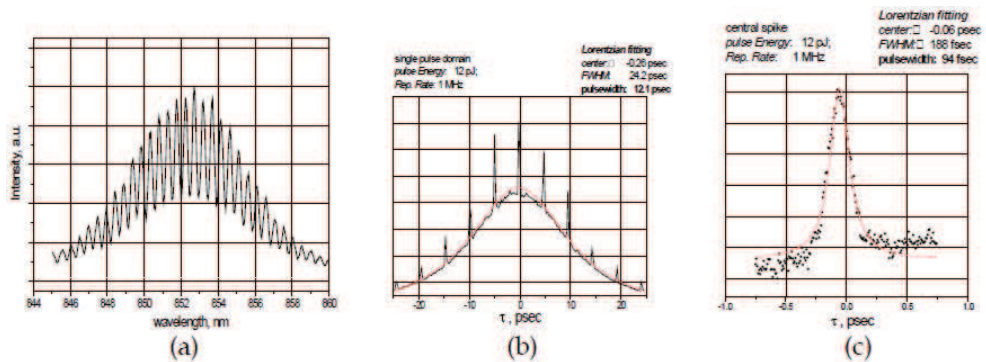 Intensity, a.u.
844 846 848 850 852 854 856 858 860
wavelength, nm
(a)
(b)
single pulse domain
pulse Energy: 12 pJ;
Rep. Rate: 1 MHz
Lorentzian fitting
center:□ -0.26 psec
FWHM: 24.2 psec
pulsewidth: 12.1 psec
-20 -10 0 10 20
τ , psec
(b)
(c)
central spike
pulse Energy: 12 pJ;
Rep. Rate: 1 MHz
Lorentzian fitting
center:□ -0.06 psec
FWHM:□ 188 fsec
pulsewidth: 94 fsec
-1.0 -0.5 0.0 0.5 1.0
τ , psec
(c)